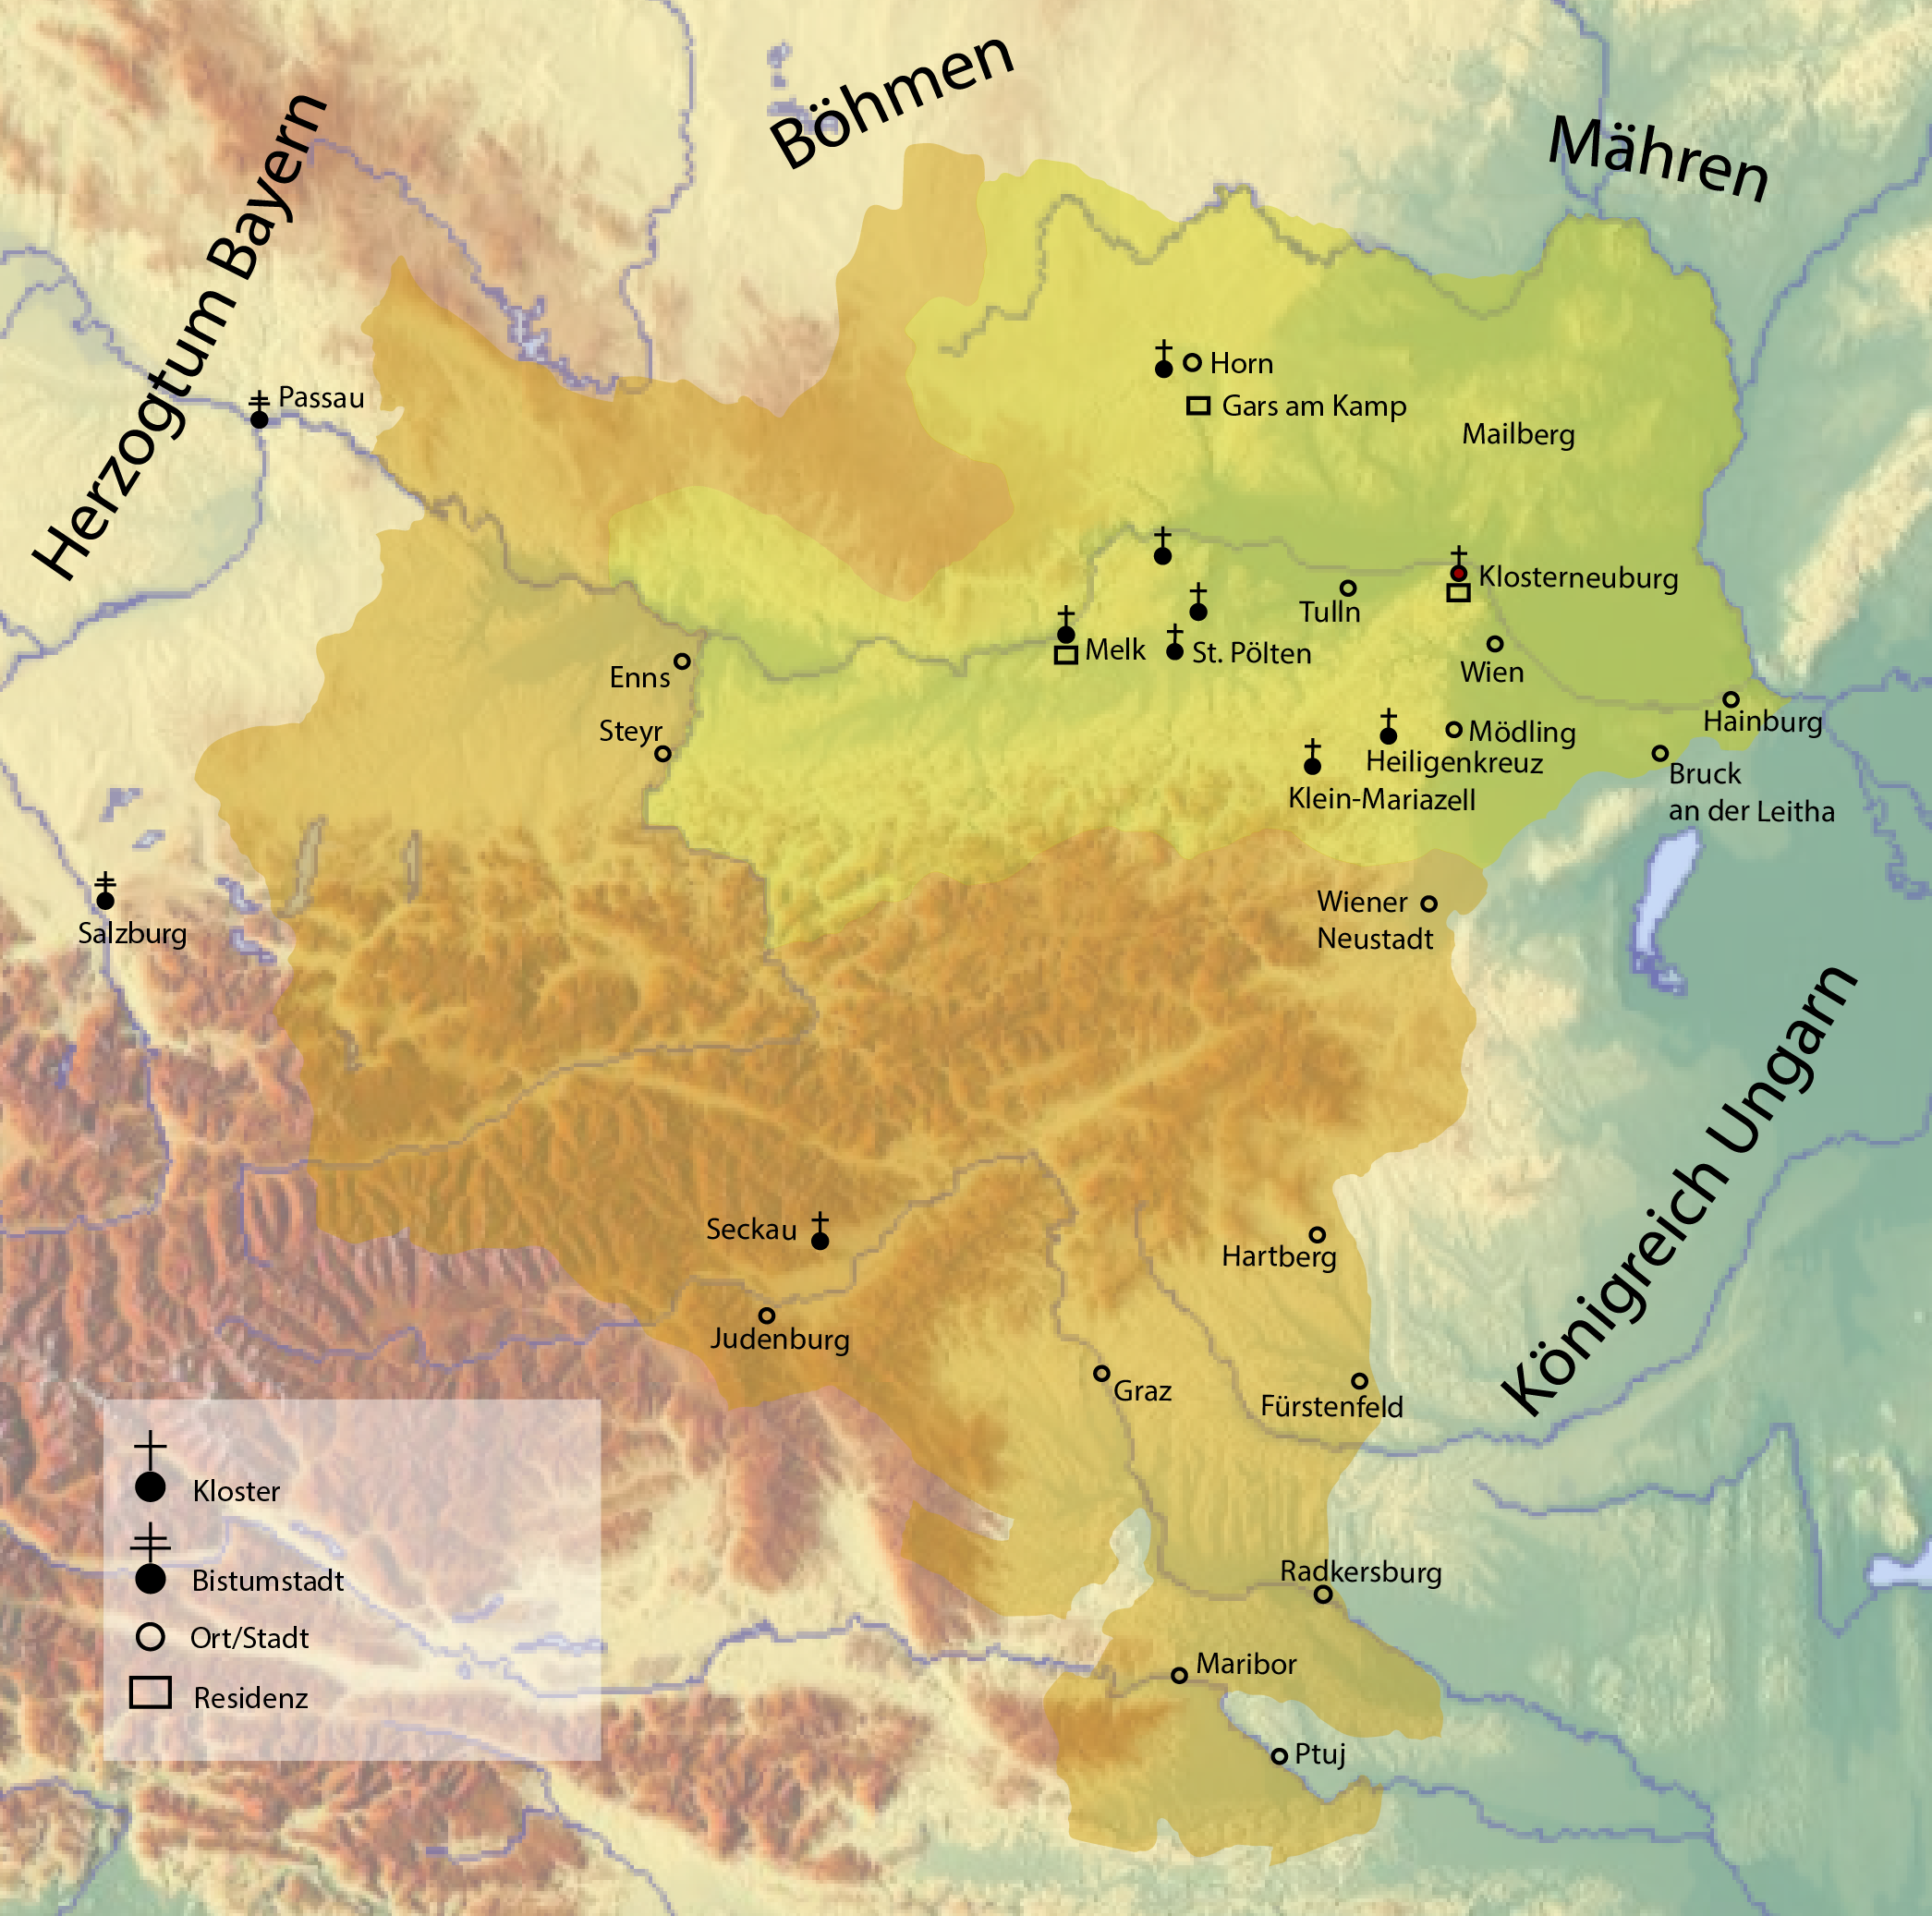 Böhmen
Mähren
Herzogtum Bayern
Horn
Passau
Gars am Kamp
Mailberg
Klosterneuburg
Tulln
Melk
St. Pölten
Wien
Enns
Hainburg
Steyr
Mödling
Heiligenkreuz
Bruck
an der Leitha
Klein-Mariazell
Wiener
Neustadt
Salzburg
Königreich Ungarn
Seckau
Hartberg
Judenburg
Graz
Fürstenfeld
Kloster
Radkersburg
Bistumstadt
Ort/Stadt
Maribor
Residenz
Ptuj